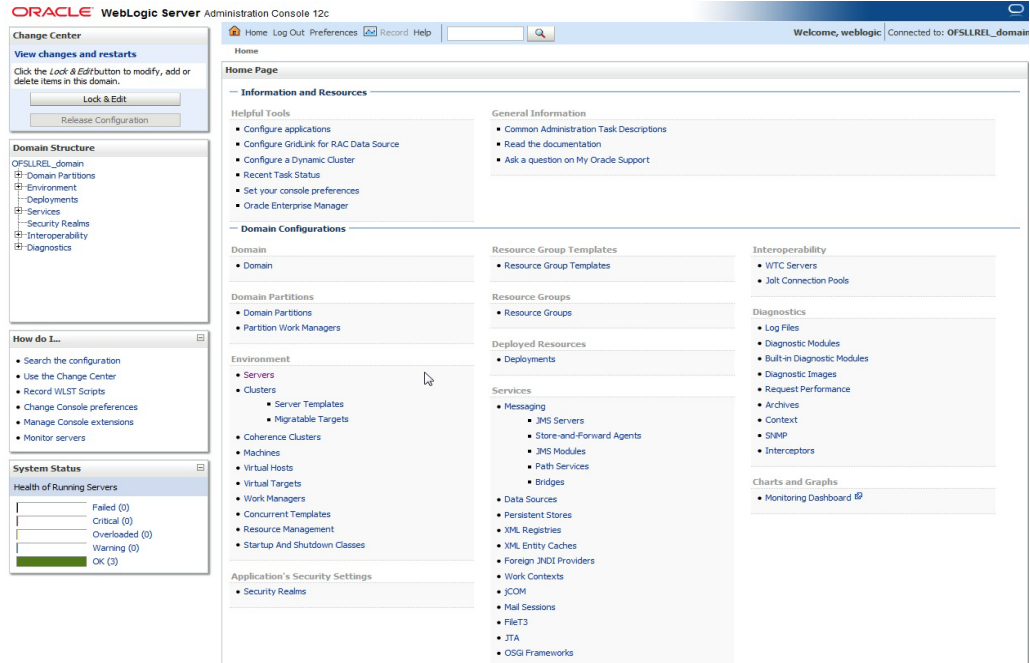 ORACLE WebLogic Server Administration Console 12c
Change Center
View changes and restarts
Click the Lock & Edit button to modify, add or
delete items in this domain.
Lock & Edit
Release Configuration
Domain Structure
OFSLLREL_domain
Domain Partitions
Environment
Deployments
Services
Security Realms
Interoperability
Diagnostics
How do I...
Search the configuration
Use the Change Center
Record WLST Scripts
Change Console preferences
Manage Console extensions
Monitor servers
System Status
Health of Running Servers
Failed (0)
Critical (0)
Overloaded (0)
Warning (0)
OK (3)
Home Log Out Preferences Record Help
Welcome, weblogic Connected to: OFSLLREL_domain
Home
Home Page
Information and Resources
Helpful Tools
Configure applications
Configure GridLink for RAC Data Source
Configure a Dynamic Cluster
Recent Task Status
Set your console preferences
Oracle Enterprise Manager
General Information
Common Administration Task Descriptions
Read the documentation
Ask a question on My Oracle Support
Domain Configurations
Domain
Domain
Domain Partitions
Domain Partitions
Partition Work Managers
Environment
Servers
Clusters
Server Templates
Migratable Targets
Coherence Clusters
Machines
Virtual Hosts
Virtual Targets
Work Managers
Concurrent Templates
Resource Management
Startup And Shutdown Classes
Application's Security Settings
Security Realms
Resource Group Templates
Resource Group Templates
Resource Groups
Resource Groups
Deployed Resources
Deployments
Services
Messaging
JMS Servers
Store-and-Forward Agents
JMS Modules
Path Services
Bridges
Data Sources
Persistent Stores
XML Registries
XML Entity Caches
Foreign JNDI Providers
Work Contexts
jCOM
Mail Sessions
FileT3
JTA
OSGi Frameworks
Interoperability
WTC Servers
Jolt Connection Pools
Diagnostics
Log Files
Diagnostic Modules
Built-in Diagnostic Modules
Diagnostic Images
Request Performance
Archives
Context
SNMP
Interceptors
Charts and Graphs
Monitoring Dashboard